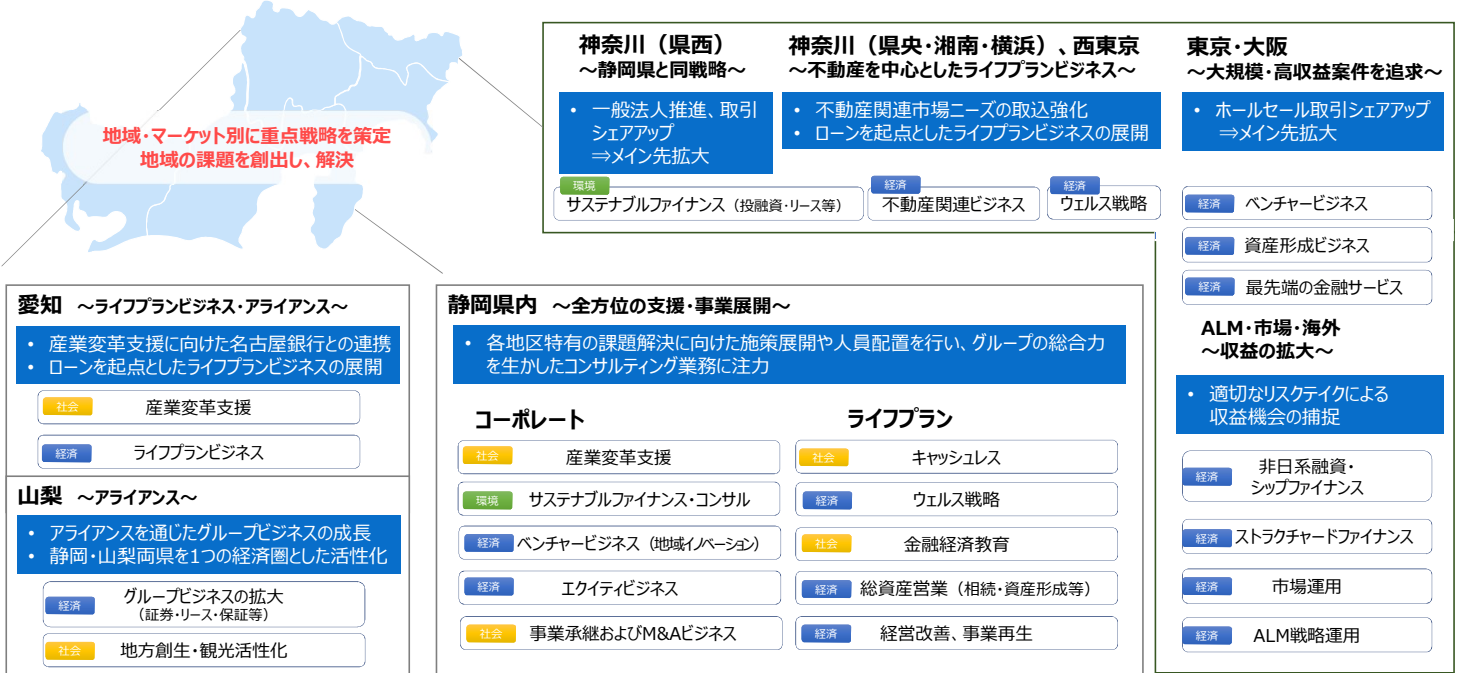 地域・マーケット別に重点戦略を策定
地域の課題を創出し、解決
神奈川（県西）
～静岡県と同戦略～
• 一般法人推進、取引
シェアアップ
⇒メイン先拡大
神奈川（県央・湘南・横浜）、西東京
～不動産を中心としたライフプランビジネス～
• 不動産関連市場ニーズの取込強化
• ローンを起点としたライフプランビジネスの展開
環境
サステナブルファイナンス（投融資・リース等）
経済
不動産関連ビジネス
経済
ウェルス戦略
東京・大阪
～大規模・高収益案件を追求～
• ホールセール取引シェアアップ
⇒メイン先拡大
経済 ベンチャービジネス
経済 資産形成ビジネス
経済 最先端の金融サービス
ALM・市場・海外
～収益の拡大～
• 適切なリスクテイクによる
収益機会の捕捉
経済 非日系融資・
シップファイナンス
経済 ストラクチャードファイナンス
経済 市場運用
経済 ALM戦略運用
愛知 ～ライフプランビジネス・アライアンス～
• 産業変革支援に向けた名古屋銀行との連携
• ローンを起点としたライフプランビジネスの展開
社会 産業変革支援
経済 ライフプランビジネス
山梨 ～アライアンス～
• アライアンスを通じたグループビジネスの成長
• 静岡・山梨両県を1つの経済圏とした活性化
経済 グループビジネスの拡大
（証券・リース・保証等）
社会 地方創生・観光活性化
静岡県内 ～全方位の支援・事業展開～
• 各地区特有の課題解決に向けた施策展開や人員配置を行い、グループの総合力
を生かしたコンサルティング業務に注力
コーポレート
社会 産業変革支援
環境 サステナブルファイナンス・コンサル
経済 ベンチャービジネス（地域イノベーション）
経済 エクイティビジネス
社会 事業承継およびM&Aビジネス
ライフプラン
社会 キャッシュレス
経済 ウェルス戦略
社会 金融経済教育
経済 総資産営業（相続・資産形成等）
経済 経営改善、事業再生